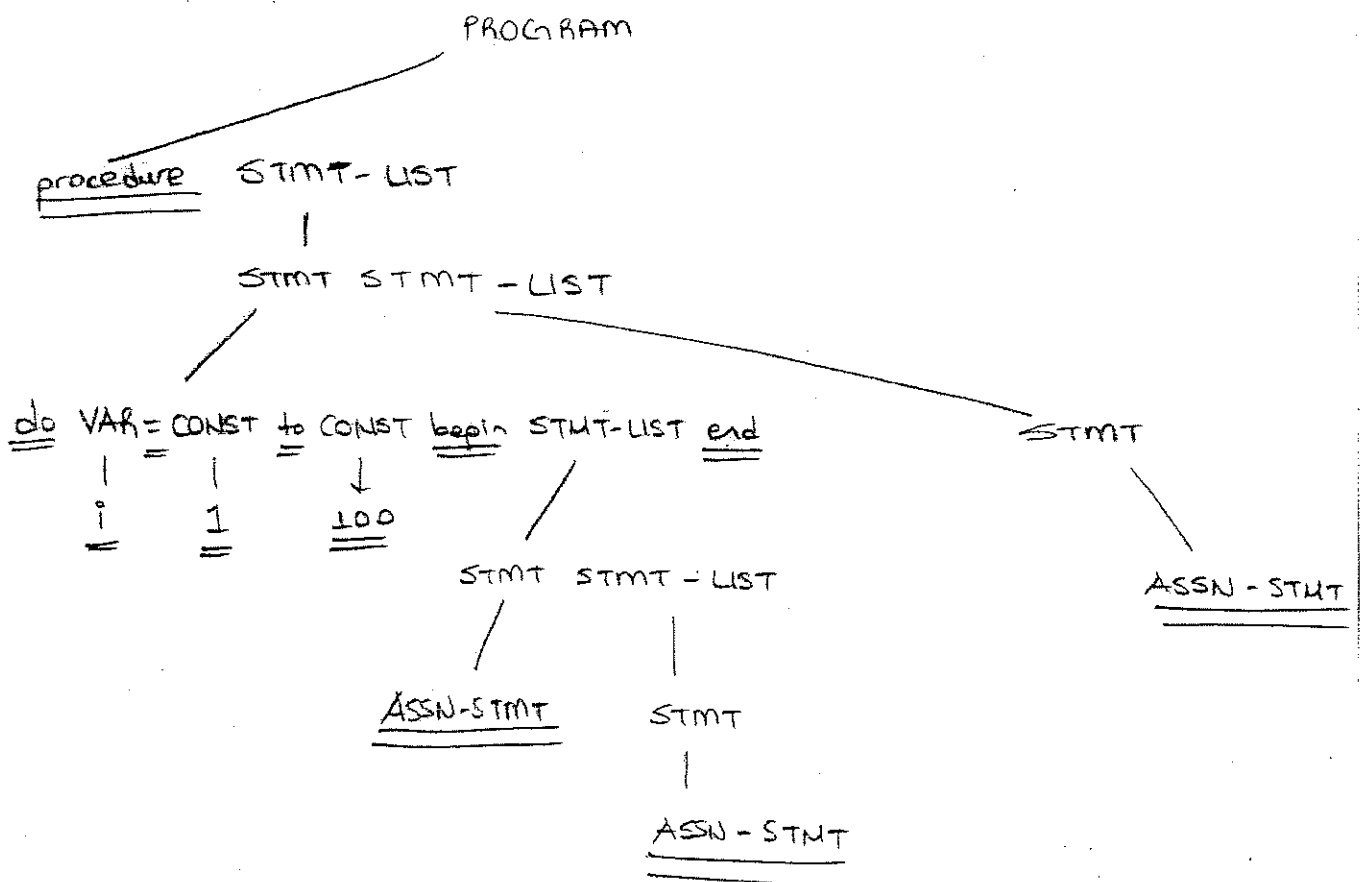 PROGRAM
procedure STMT-LIST
STMT STMT-LIST
do VAR = CONST to CONST begin STMT-LIST end STMT
i 1 100
STMT STMT-LIST ASSN-STMT
ASSN-STMT STMT
ASSN-STMT